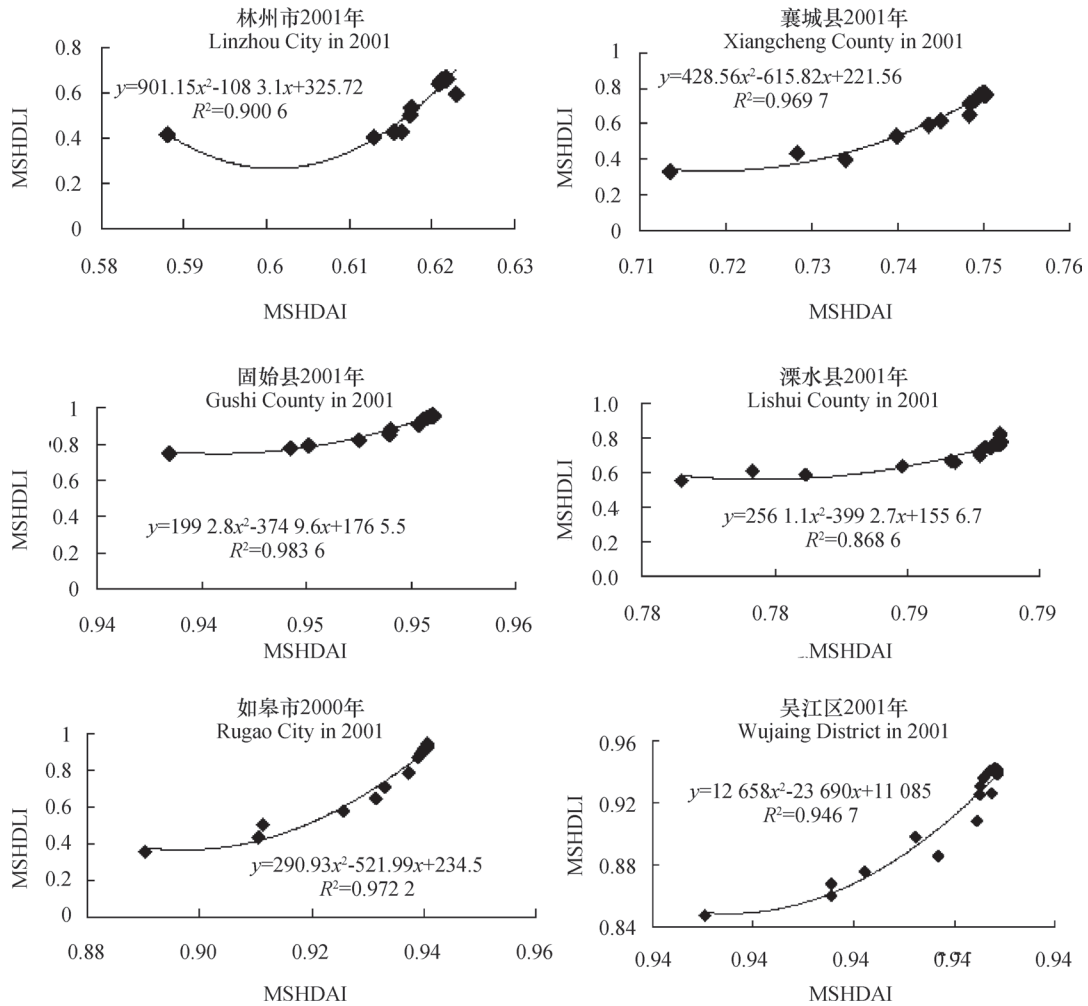 林州市2001年
Linzhou City in 2001
y=901.15x²-108 3.1x+325.72
R²=0.900 6
MSHDLI
0.8
0.6
0.4
0.2
0
0.58 0.59 0.6 0.61 0.62 0.63
MSHDAI
襄城县2001年
Xiangcheng County in 2001
y=428.56x²-615.82x+221.56
R²=0.969 7
MSHDLI
1
0.8
0.6
0.4
0.2
0
0.71 0.72 0.73 0.74 0.75 0.76
MSHDAI
固始县2001年
Gushi County in 2001
MSHDLI
1
0.8
0.6
0.4
0.2
0
y=199 2.8x²-374 9.6x+176 5.5
R²=0.983 6
0.94 0.94 0.95 0.95 0.96
MSHDAI
溧水县2001年
Lishui County in 2001
MSHDLI
1.0
0.8
0.6
0.4
0.2
0.0
y=256 1.1x²-399 2.7x+155 6.7
R²=0.868 6
0.78 0.78 0.79 0.79
MSHDAI
如皋市2000年
Rugao City in 2001
MSHDLI
1
0.8
0.6
0.4
0.2
0
y=290.93x²-521.99x+234.5
R²=0.972 2
0.88 0.90 0.92 0.94 0.96
MSHDAI
吴江区2001年
Wujaing District in 2001
y=12 658x²-23 690x+11 085
R²=0.946 7
MSHDLI
0.96
0.92
0.88
0.84
0.94 0.94 0.94 0.94 0.94
MSHDAI